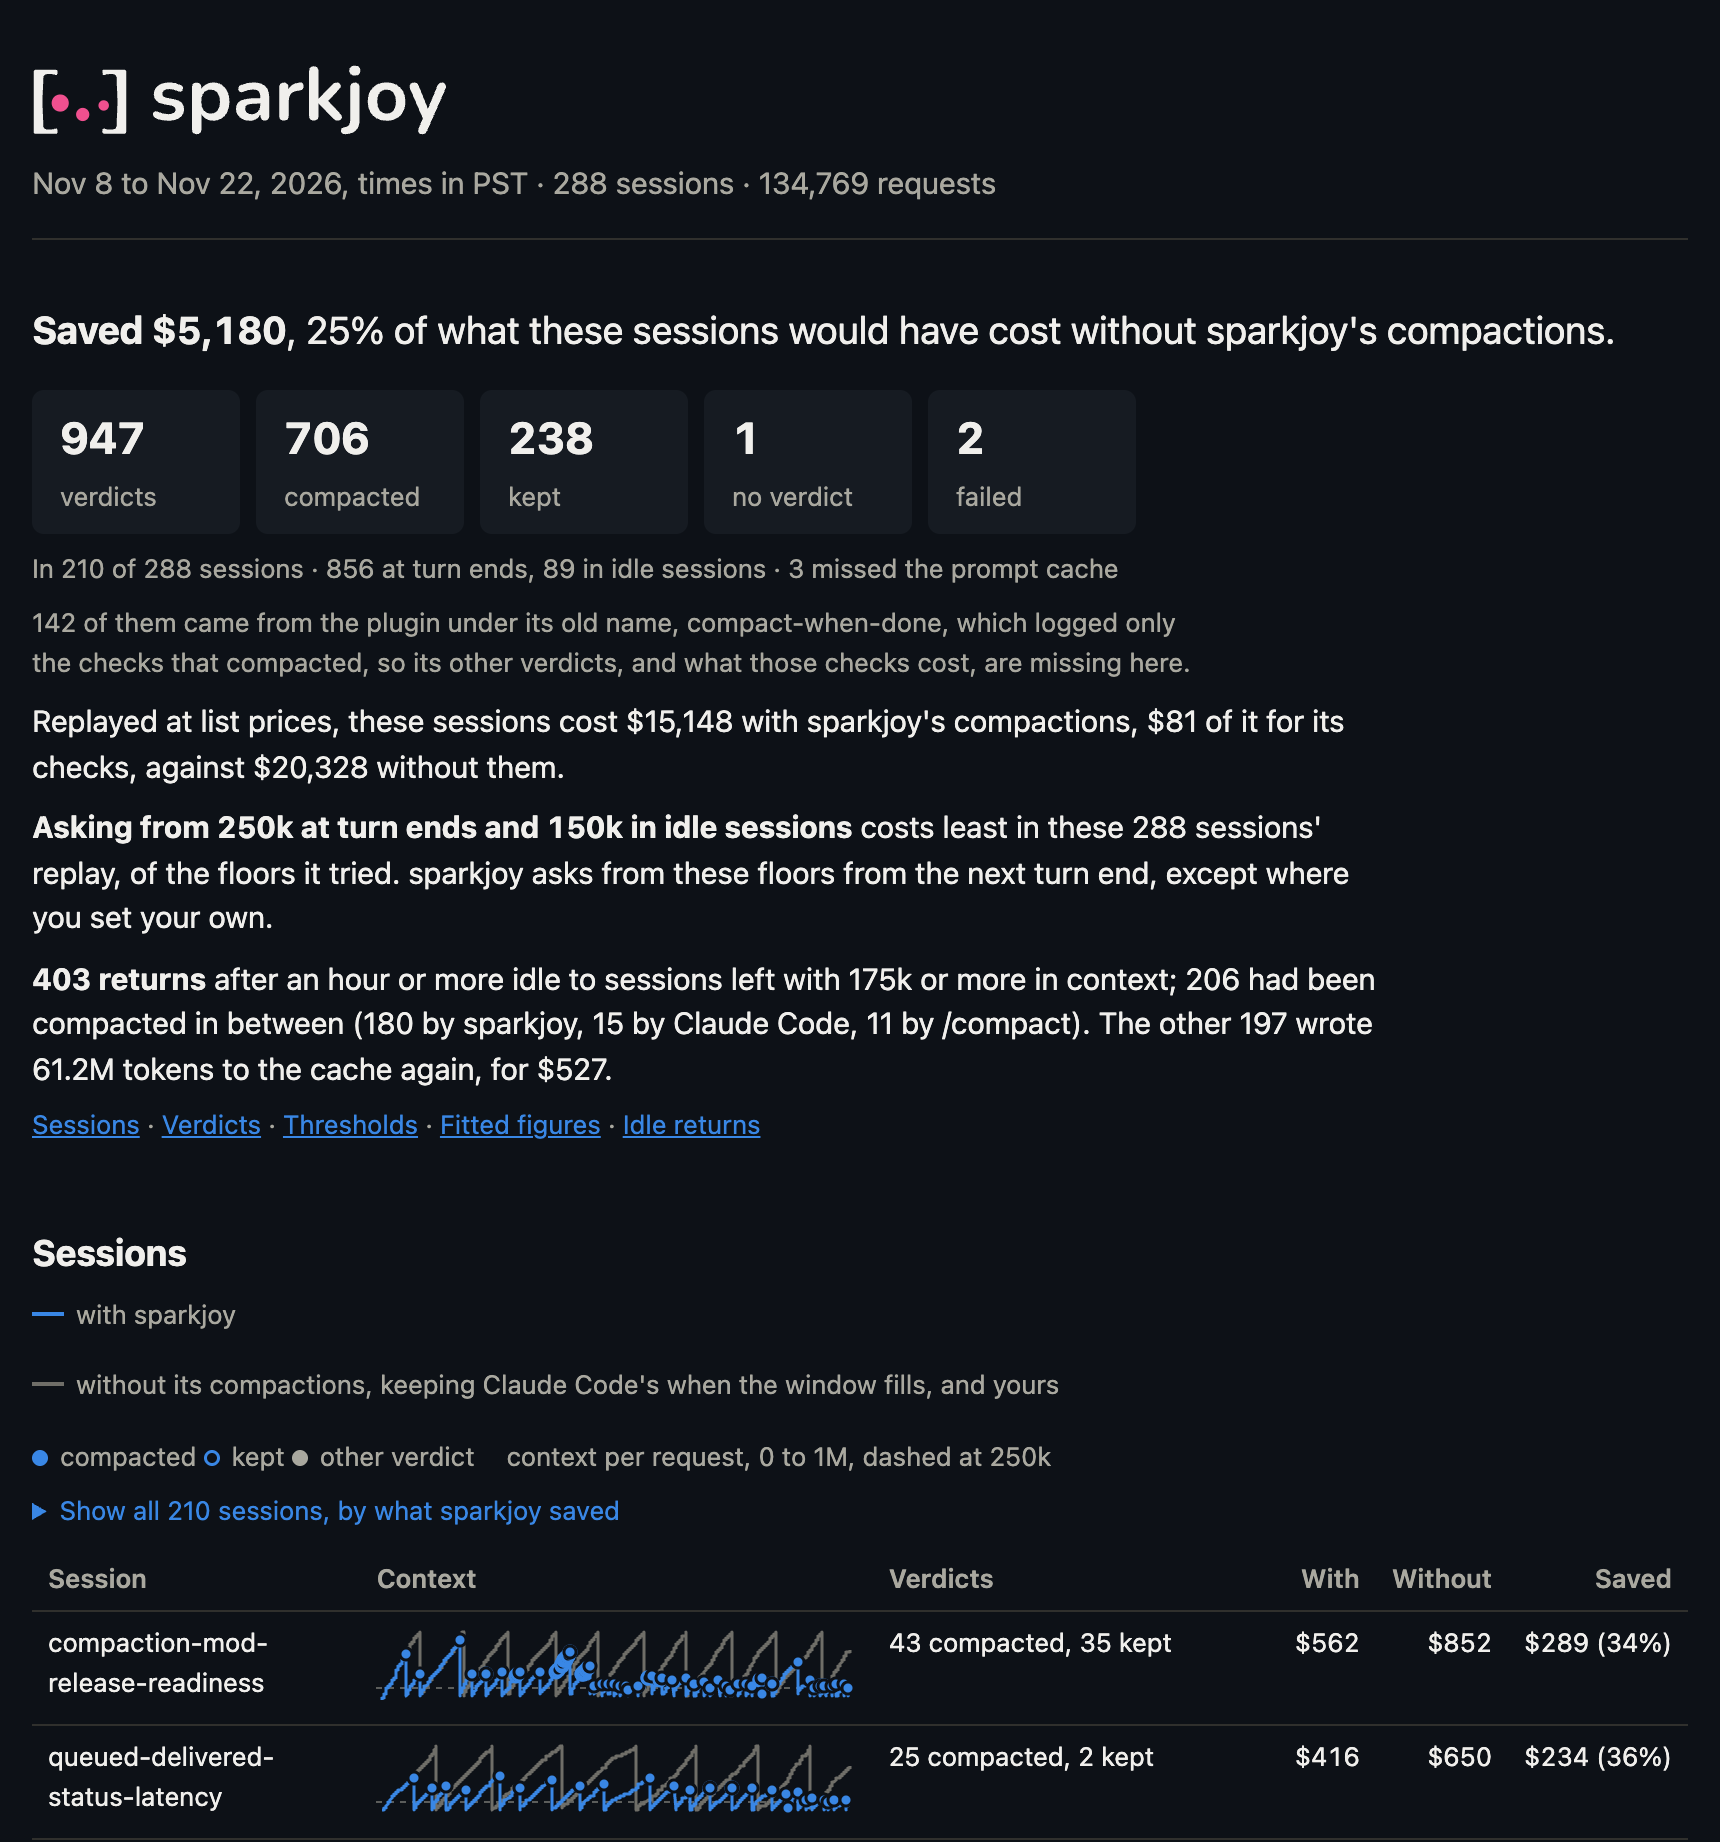 [...] sparkjoy
Nov 8 to Nov 22, 2026, times in PST · 288 sessions · 134,769 requests
Saved $5,180, 25% of what these sessions would have cost without sparkjoy's compactions.
947
verdicts
706
compacted
238
kept
1
no verdict
2
failed
In 210 of 288 sessions · 856 at turn ends, 89 in idle sessions · 3 missed the prompt cache
142 of them came from the plugin under its old name, compact-when-done, which logged only
the checks that compacted, so its other verdicts, and what those checks cost, are missing here.
Replayed at list prices, these sessions cost $15,148 with sparkjoy's compactions, $81 of it for its
checks, against $20,328 without them.
Asking from 250k at turn ends and 150k in idle sessions costs least in these 288 sessions'
replay, of the floors it tried. sparkjoy asks from these floors from the next turn end, except where
you set your own.
403 returns after an hour or more idle to sessions left with 175k or more in context; 206 had been
compacted in between (180 by sparkjoy, 15 by Claude Code, 11 by /compact). The other 197 wrote
61.2M tokens to the cache again, for $527.
Sessions · Verdicts · Thresholds · Fitted figures · Idle returns
Sessions
with sparkjoy
without its compactions, keeping Claude Code's when the window fills, and yours
compacted kept other verdict context per request, 0 to 1M, dashed at 250k
Show all 210 sessions, by what sparkjoy saved
Session Context Verdicts With Without Saved
compaction-mod-
release-readiness
43 compacted, 35 kept $562 $852 $289 (34%)
queued-delivered-
status-latency
25 compacted, 2 kept $416 $650 $234 (36%)